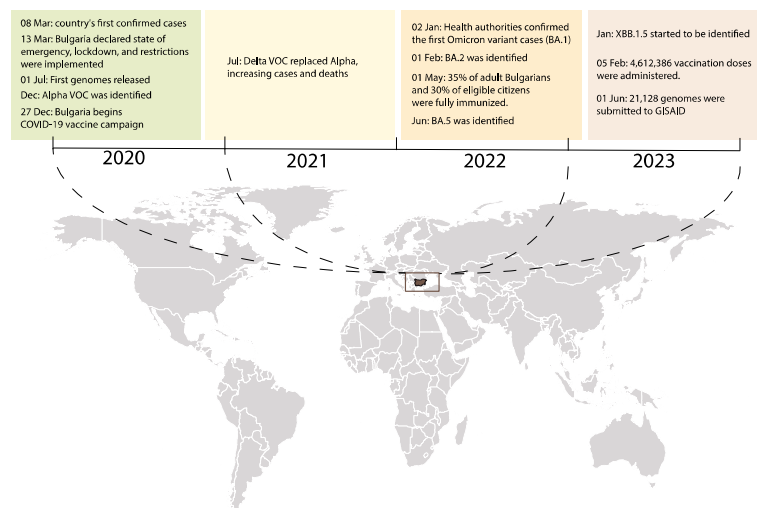 08 Mar: country's first confirmed cases
13 Mar: Bulgaria declared state of
emergency, lockdown, and restrictions
were implemented
01 Jul: First genomes released
Dec: Alpha VOC was identified
27 Dec: Bulgaria begins
COVID-19 vaccine campaign
Jul: Delta VOC replaced Alpha,
increasing cases and deaths
02 Jan: Health authorities confirmed
the first Omicron variant cases (BA.1)
01 Feb: BA.2 was identified
01 May: 35% of adult Bulgarians
and 30% of eligible citizens
were fully immunized.
Jun: BA.5 was identified
Jan: XBB.1.5 started to be identified
05 Feb: 4,612,386 vaccination doses
were administered.
01 Jun: 21,128 genomes were
submitted to GISAID
2020
2021
2022
2023